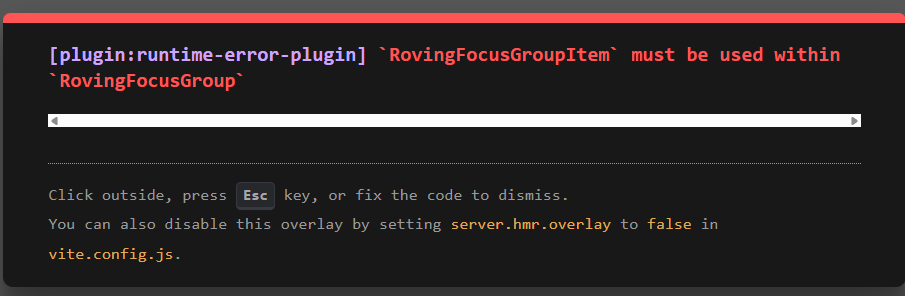 [plugin:runtime-error-plugin] `RovingFocusGroupItem` must be used within
`RovingFocusGroup`
Click outside, press Esc key, or fix the code to dismiss.
You can also disable this overlay by setting server.hmr.overlay to false in
vite.config.js.